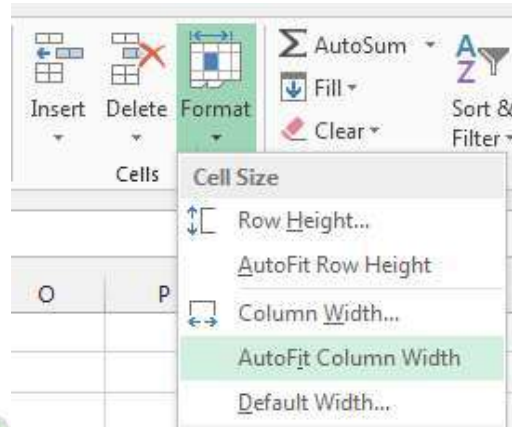 Insert Delete Format
AutoSum
Fill
Clear
Sort &
Filter
Cells
Cell Size
Row Height...
AutoFit Row Height
Column Width...
AutoFit Column Width
Default Width...
O P